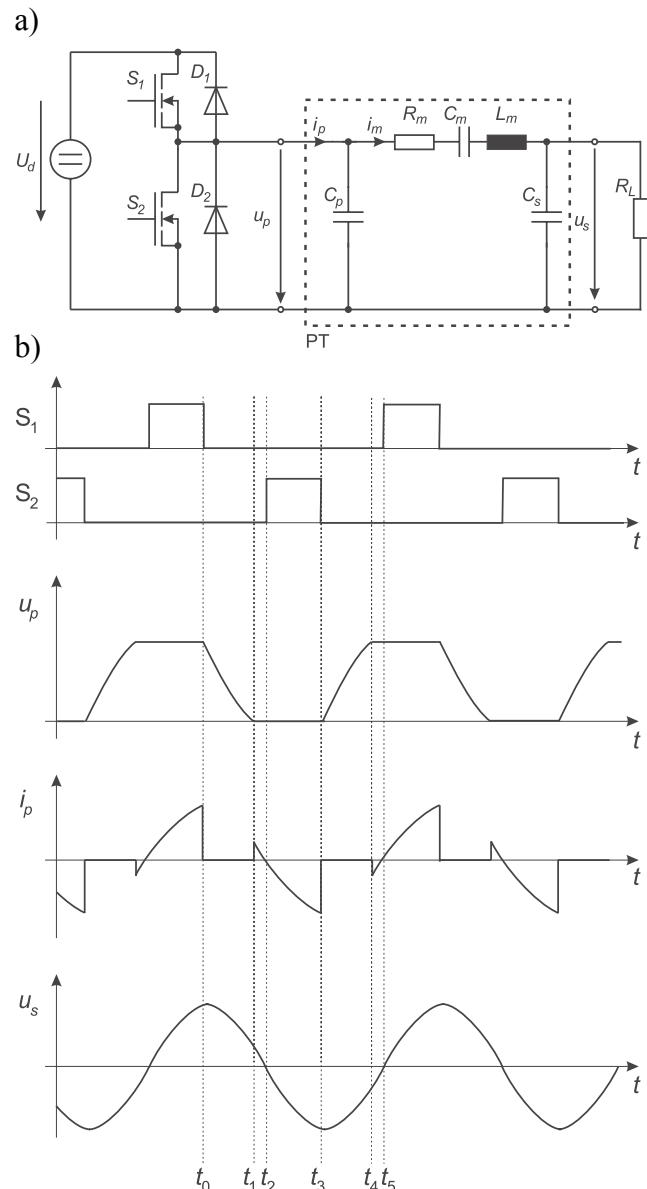 a)
S1 D1
Ud
S2 D2
ip im Rm Cm Lm
up Cp Cs us RL
PT
b)
S1
t
S2
t
up
t
ip
t
us
t
t0 t1 t2 t3 t4 t5